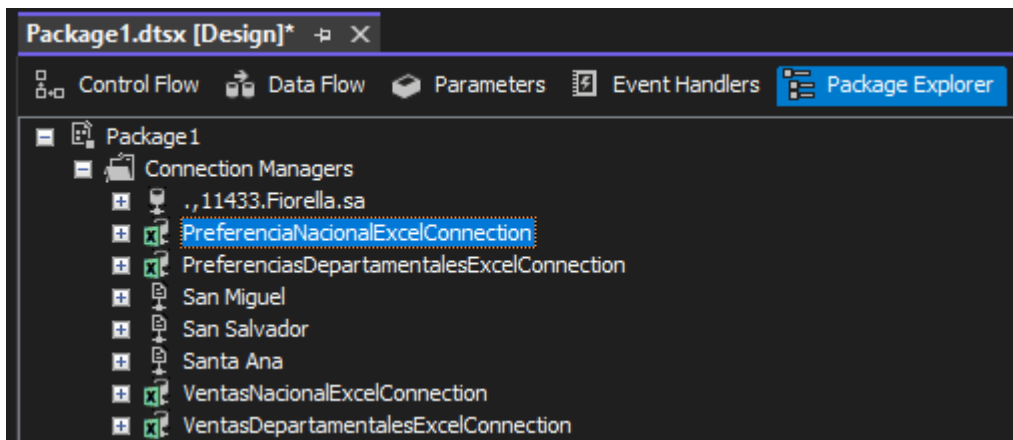 Package1.dtsx [Design]*
Control Flow Data Flow Parameters Event Handlers Package Explorer
Package1
Connection Managers
.,11433.Fiorella.sa
PreferenciaNacionalExcelConnection
PreferenciasDepartamentalesExcelConnection
San Miguel
San Salvador
Santa Ana
VentasNacionalExcelConnection
VentasDepartamentalesExcelConnection